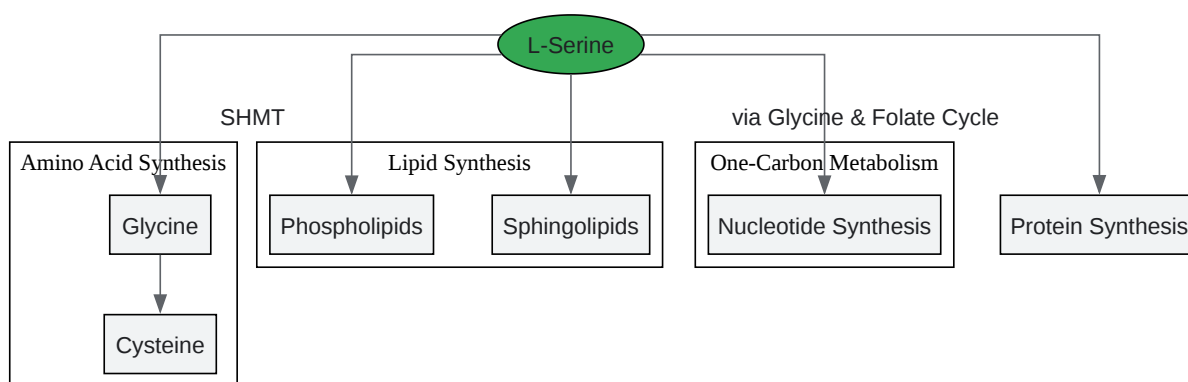 L-Serine
SHMT
via Glycine & Folate Cycle
Amino Acid Synthesis
Lipid Synthesis
One-Carbon Metabolism
Glycine
Phospholipids
Sphingolipids
Nucleotide Synthesis
Protein Synthesis
Cysteine